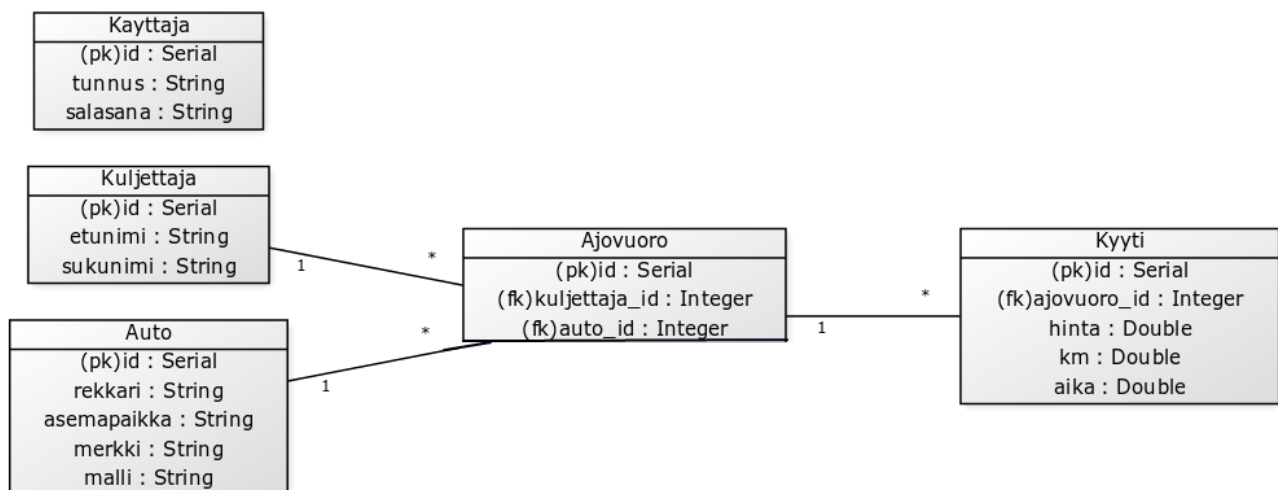 Kayttaja
(pk)id : Serial
tunnus : String
salasana : String
Kuljettaja
(pk)id : Serial
etunimi : String
sukunimi : String
1
*
Auto
(pk)id : Serial
rekkari : String
asemapaikka : String
merkki : String
malli : String
1
*
Ajovuoro
(pk)id : Serial
(fk)kuljettaja_id : Integer
(fk)auto_id : Integer
1
*
Kyyti
(pk)id : Serial
(fk)ajovuoro_id : Integer
hinta : Double
km : Double
aika : Double